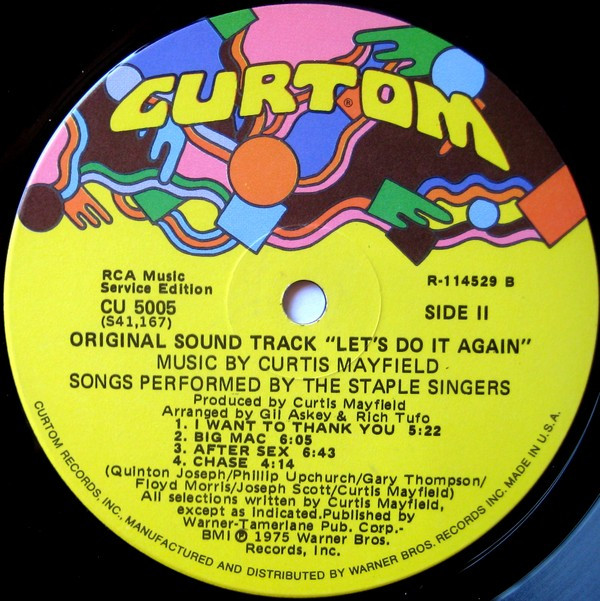 CURTOM®
RCA Music
Service Edition
CU 5005
(S41,167)
R-114529 B
SIDE II
ORIGINAL SOUND TRACK "LET'S DO IT AGAIN"
MUSIC BY CURTIS MAYFIELD
SONGS PERFORMED BY THE STAPLE SINGERS
Produced by Curtis Mayfield
Arranged by Gil Askey & Rich Tufo
1. I WANT TO THANK YOU 5:22
2. BIG MAC 6:05
3. AFTER SEX 6:43
4. CHASE 4:14
(Quinton Joseph/Phillip Upchurch/Gary Thompson/
Floyd Morris/Joseph Scott/Curtis Mayfield)
All selections written by Curtis Mayfield,
except as indicated.Published by
Warner-Tamerlane Pub. Corp.-
BMI ℗ 1975 Warner Bros.
Records, Inc.
CURTOM RECORDS, INC., MANUFACTURED AND DISTRIBUTED BY WARNER BROS. RECORDS INC. MADE IN U.S.A.